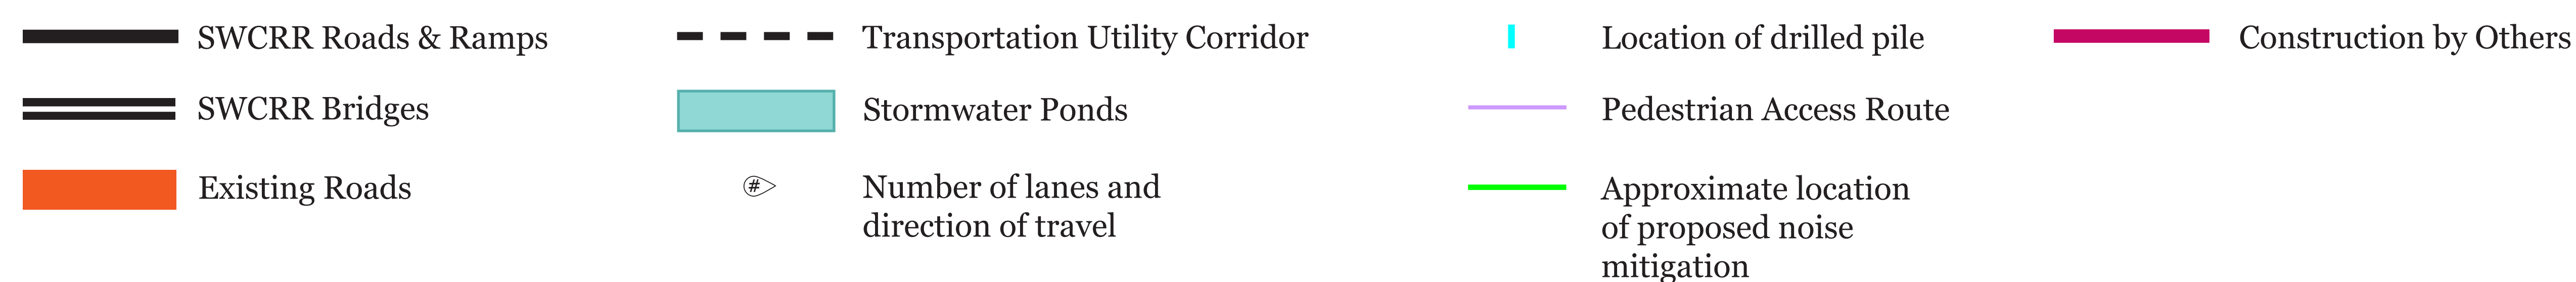 SWCRR Roads & Ramps
SWCRR Bridges
Existing Roads
Transportation Utility Corridor
Stormwater Ponds
#
Number of lanes and
direction of travel
Location of drilled pile
Pedestrian Access Route
Approximate location
of proposed noise
mitigation
Construction by Others